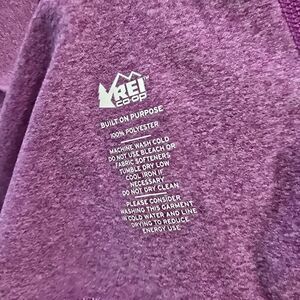 REI™
CO·OP
BUILT ON PURPOSE
100% POLYESTER
MACHINE WASH COLD
DO NOT USE BLEACH OR
FABRIC SOFTENERS
TUMBLE DRY LOW
COOL IRON IF
NECESSARY
DO NOT DRY CLEAN
PLEASE CONSIDER
WASHING THIS GARMENT
IN COLD WATER AND LINE
DRYING TO REDUCE
ENERGY USE